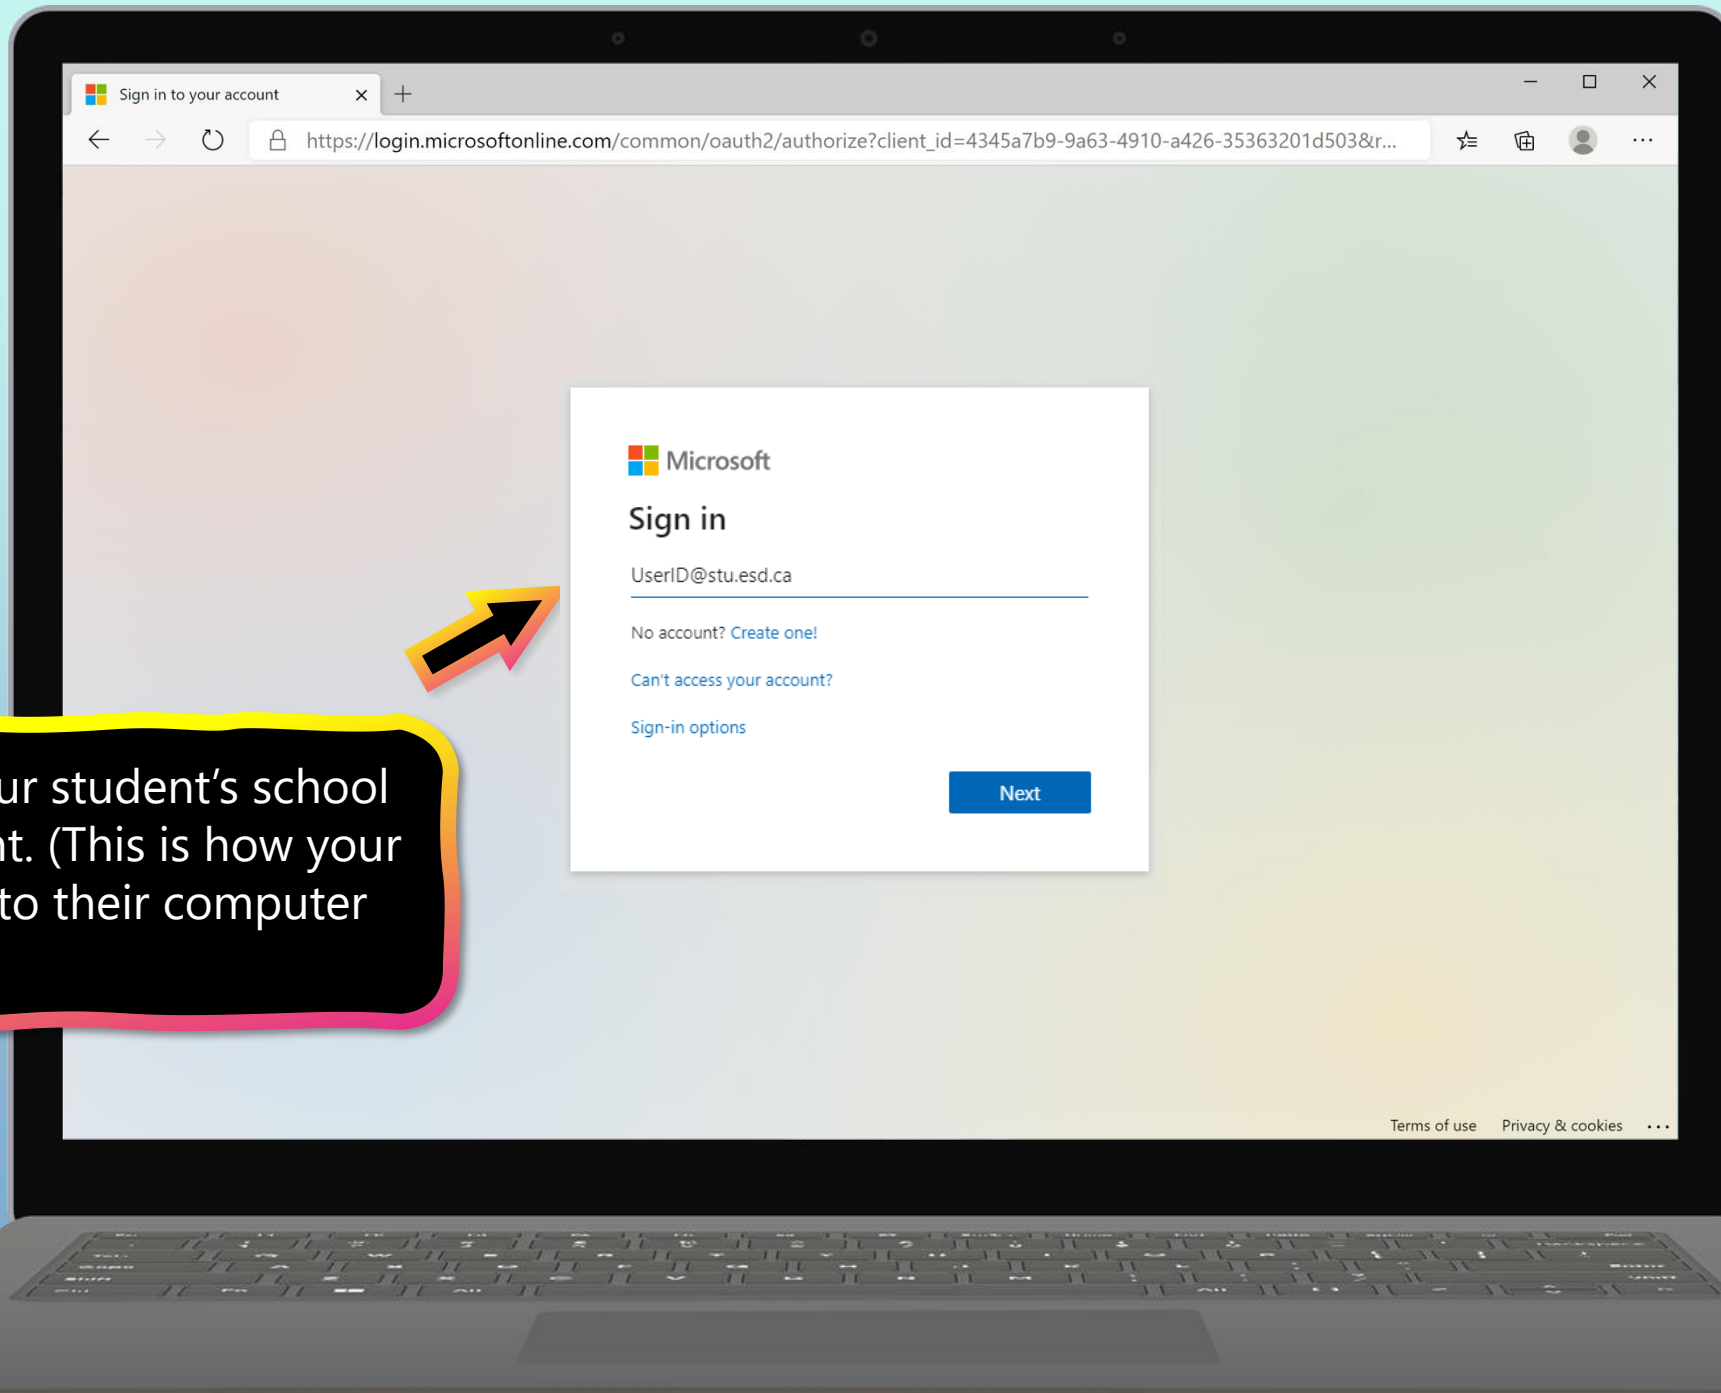 Sign in to your account
https://login.microsoftonline.com/common/oauth2/authorize?client_id=4345a7b9-9a63-4910-a426-35363201d503&r...
Microsoft
Sign in
UserID@stu.esd.ca
No account? Create one!
Can't access your account?
Sign-in options
Next
ur student's school
nt. (This is how your
to their computer
Terms of use Privacy & cookies